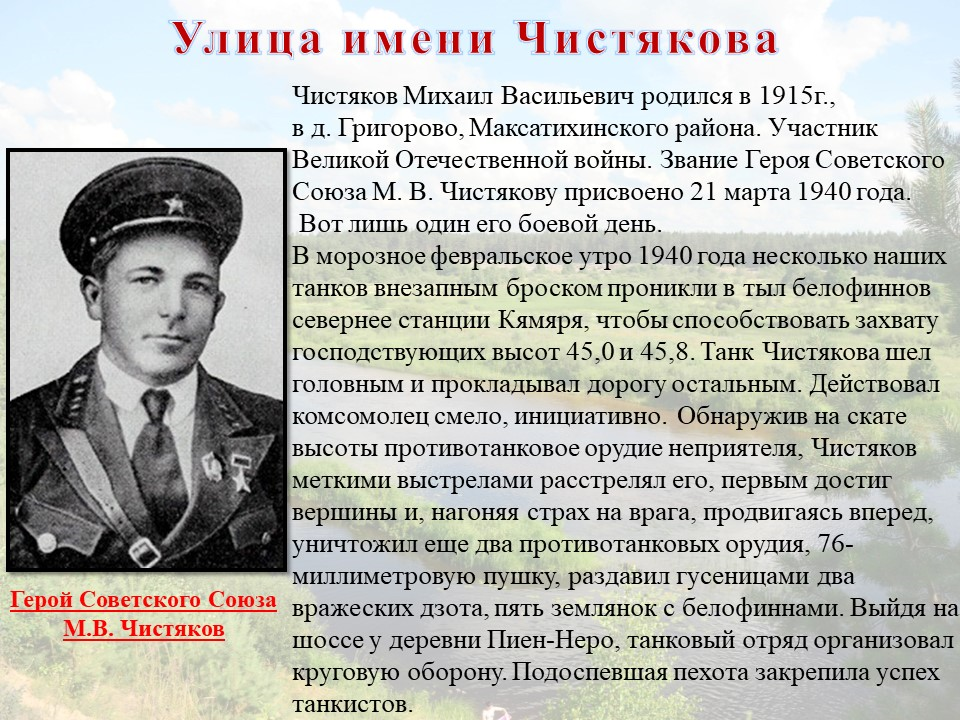 Улица имени Чистякова
Чистяков Михаил Васильевич родился в 1915г.,
в д. Григорово, Максатихинского района. Участник
Великой Отечественной войны. Звание Героя Советского
Союза М. В. Чистякову присвоено 21 марта 1940 года.
Вот лишь один его боевой день.
В морозное февральское утро 1940 года несколько наших
танков внезапным броском проникли в тыл белофиннов
севернее станции Кямяря, чтобы способствовать захвату
господствующих высот 45,0 и 45,8. Танк Чистякова шел
головным и прокладывал дорогу остальным. Действовал
комсомолец смело, инициативно. Обнаружив на скате
высоты противотанковое орудие неприятеля, Чистяков
меткими выстрелами расстрелял его, первым достиг
вершины и, нагоняя страх на врага, продвигаясь вперед,
уничтожил еще два противотанковых орудия, 76-
миллиметровую пушку, раздавил гусеницами два
вражеских дзота, пять землянок с белофиннами. Выйдя на
шоссе у деревни Пиен-Неро, танковый отряд организовал
круговую оборону. Подоспевшая пехота закрепила успех
танкистов.
Герой Советского Союза
М.В. Чистяков